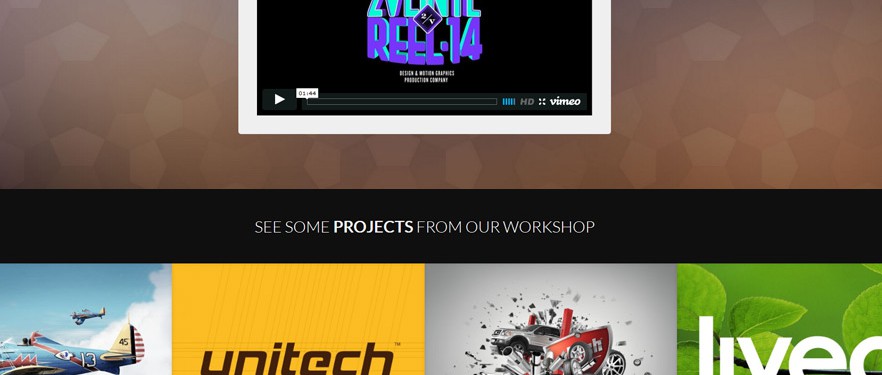 REEL·14
2/V
DESIGN & MOTION GRAPHICS
PRODUCTION COMPANY
01:44
HD vimeo
SEE SOME PROJECTS FROM OUR WORKSHOP
45
13
unitech™